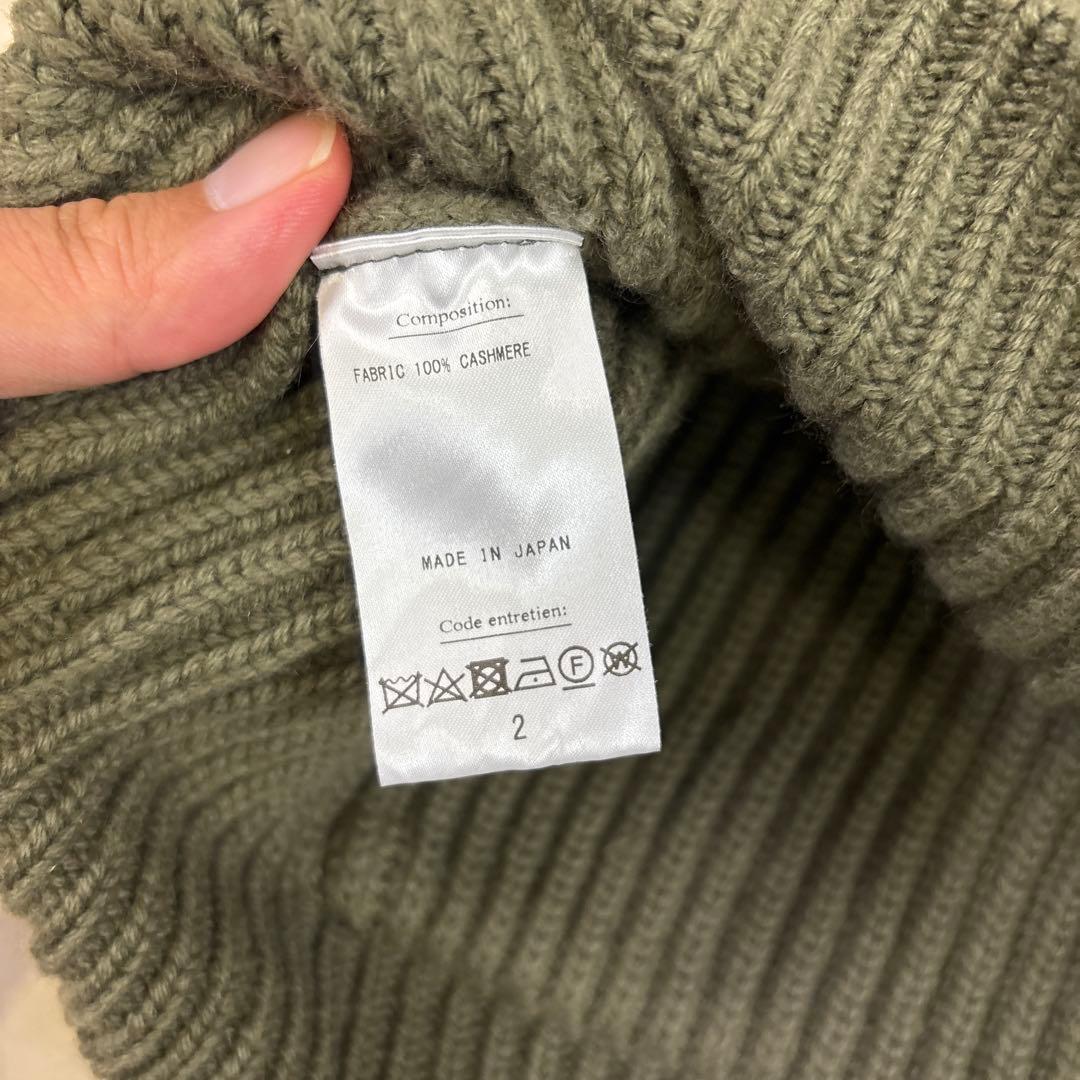 Composition:
FABRIC 100% CASHMERE
MADE IN JAPAN
Code entretien:
F W
2